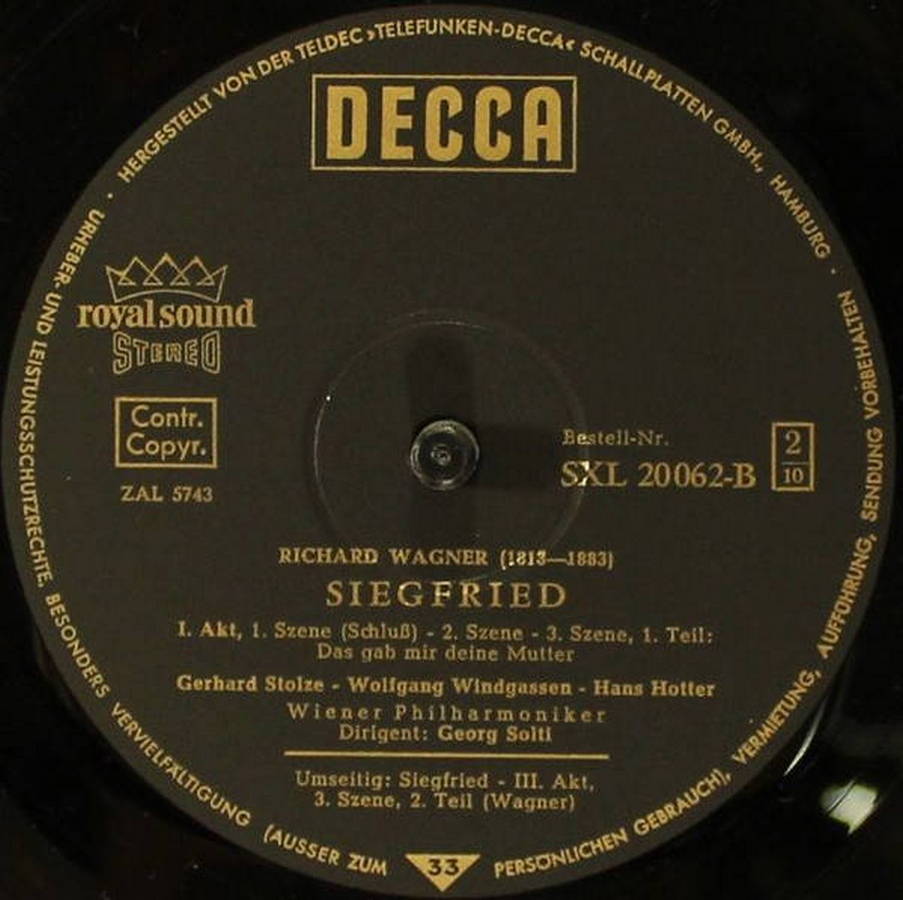 HERGESTELLT VON DER TELDEC »TELEFUNKEN-DECCA« SCHALLPLATTEN GMBH., HAMBURG ·
DECCA
royal sound
STEREO
Contr.
Copyr.
ZAL 5743
Bestell-Nr.
SXL 20062-B
2
10
RICHARD WAGNER (1813—1883)
SIEGFRIED
I. Akt, 1. Szene (Schluß) - 2. Szene - 3. Szene, 1. Teil:
Das gab mir deine Mutter
Gerhard Stolze - Wolfgang Windgassen - Hans Hotter
Wiener Philharmoniker
Dirigent: Georg Solti
Umseitig: Siegfried - III. Akt,
3. Szene, 2. Teil (Wagner)
33
URHEBER- UND LEISTUNGSSCHUTZRECHTE, BESONDERS VERVIELFÄLTIGUNG (AUSSER ZUM PERSÖNLICHEN GEBRAUCH), VERMIETUNG, AUFFÜHRUNG, SENDUNG VORBEHALTEN